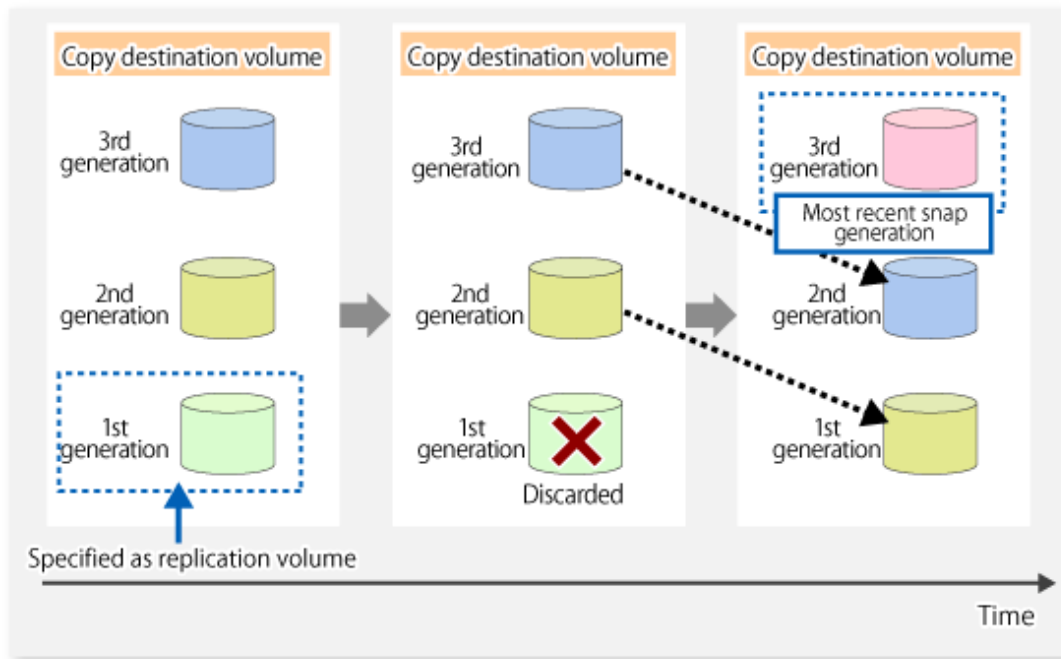 Copy destination volume
3rd
generation
2nd
generation
1st
generation
Specified as replication volume
Copy destination volume
3rd
generation
2nd
generation
1st
generation
Discarded
Copy destination volume
3rd
generation
Most recent snap
generation
2nd
generation
1st
generation
Time